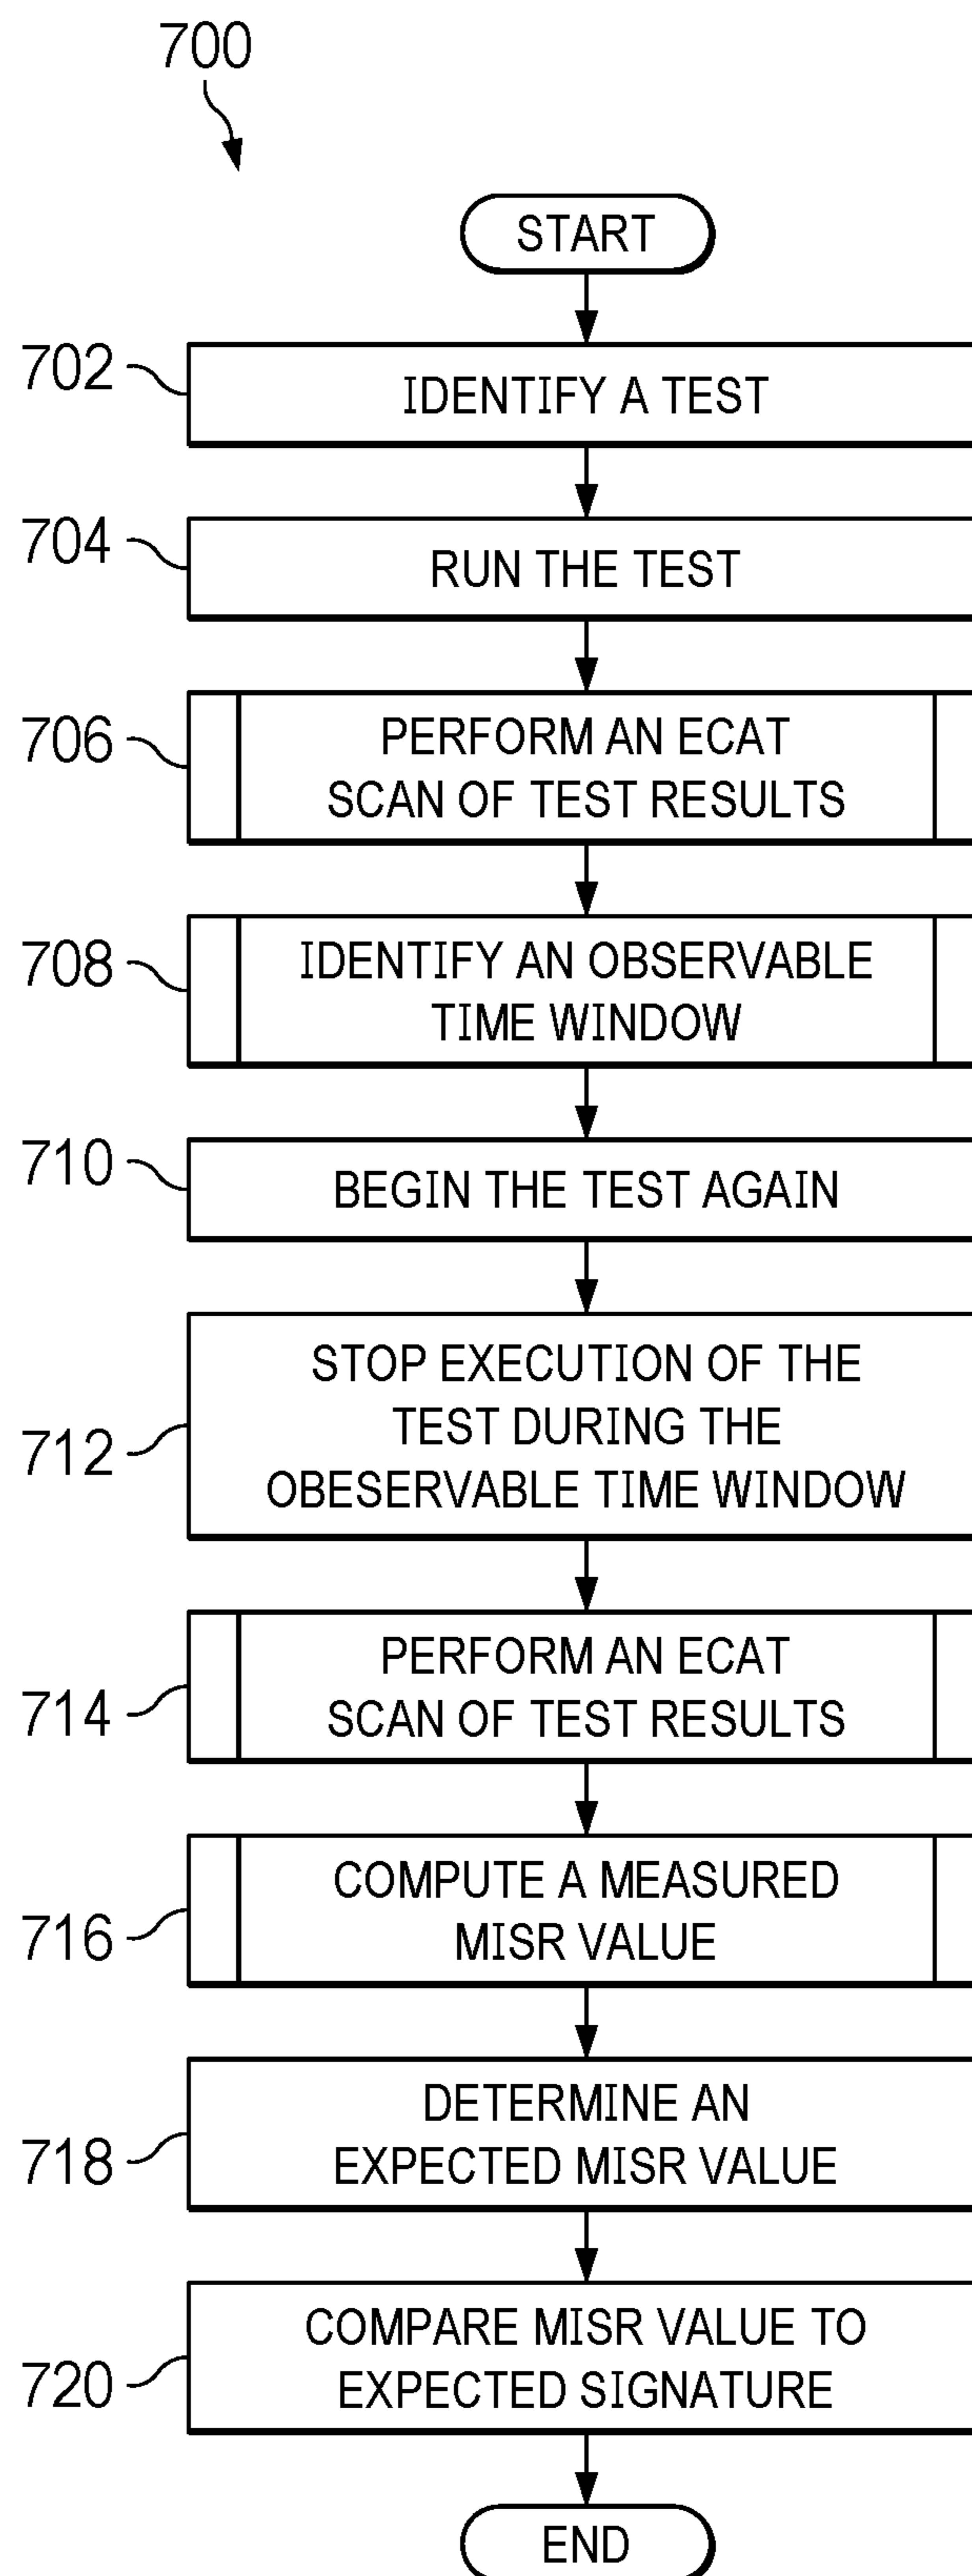 700
START
702
IDENTIFY A TEST
704
RUN THE TEST
706
PERFORM AN ECAT
SCAN OF TEST RESULTS
708
IDENTIFY AN OBSERVABLE
TIME WINDOW
710
BEGIN THE TEST AGAIN
712
STOP EXECUTION OF THE
TEST DURING THE
OBESERVABLE TIME WINDOW
714
PERFORM AN ECAT
SCAN OF TEST RESULTS
716
COMPUTE A MEASURED
MISR VALUE
718
DETERMINE AN
EXPECTED MISR VALUE
720
COMPARE MISR VALUE TO
EXPECTED SIGNATURE
END